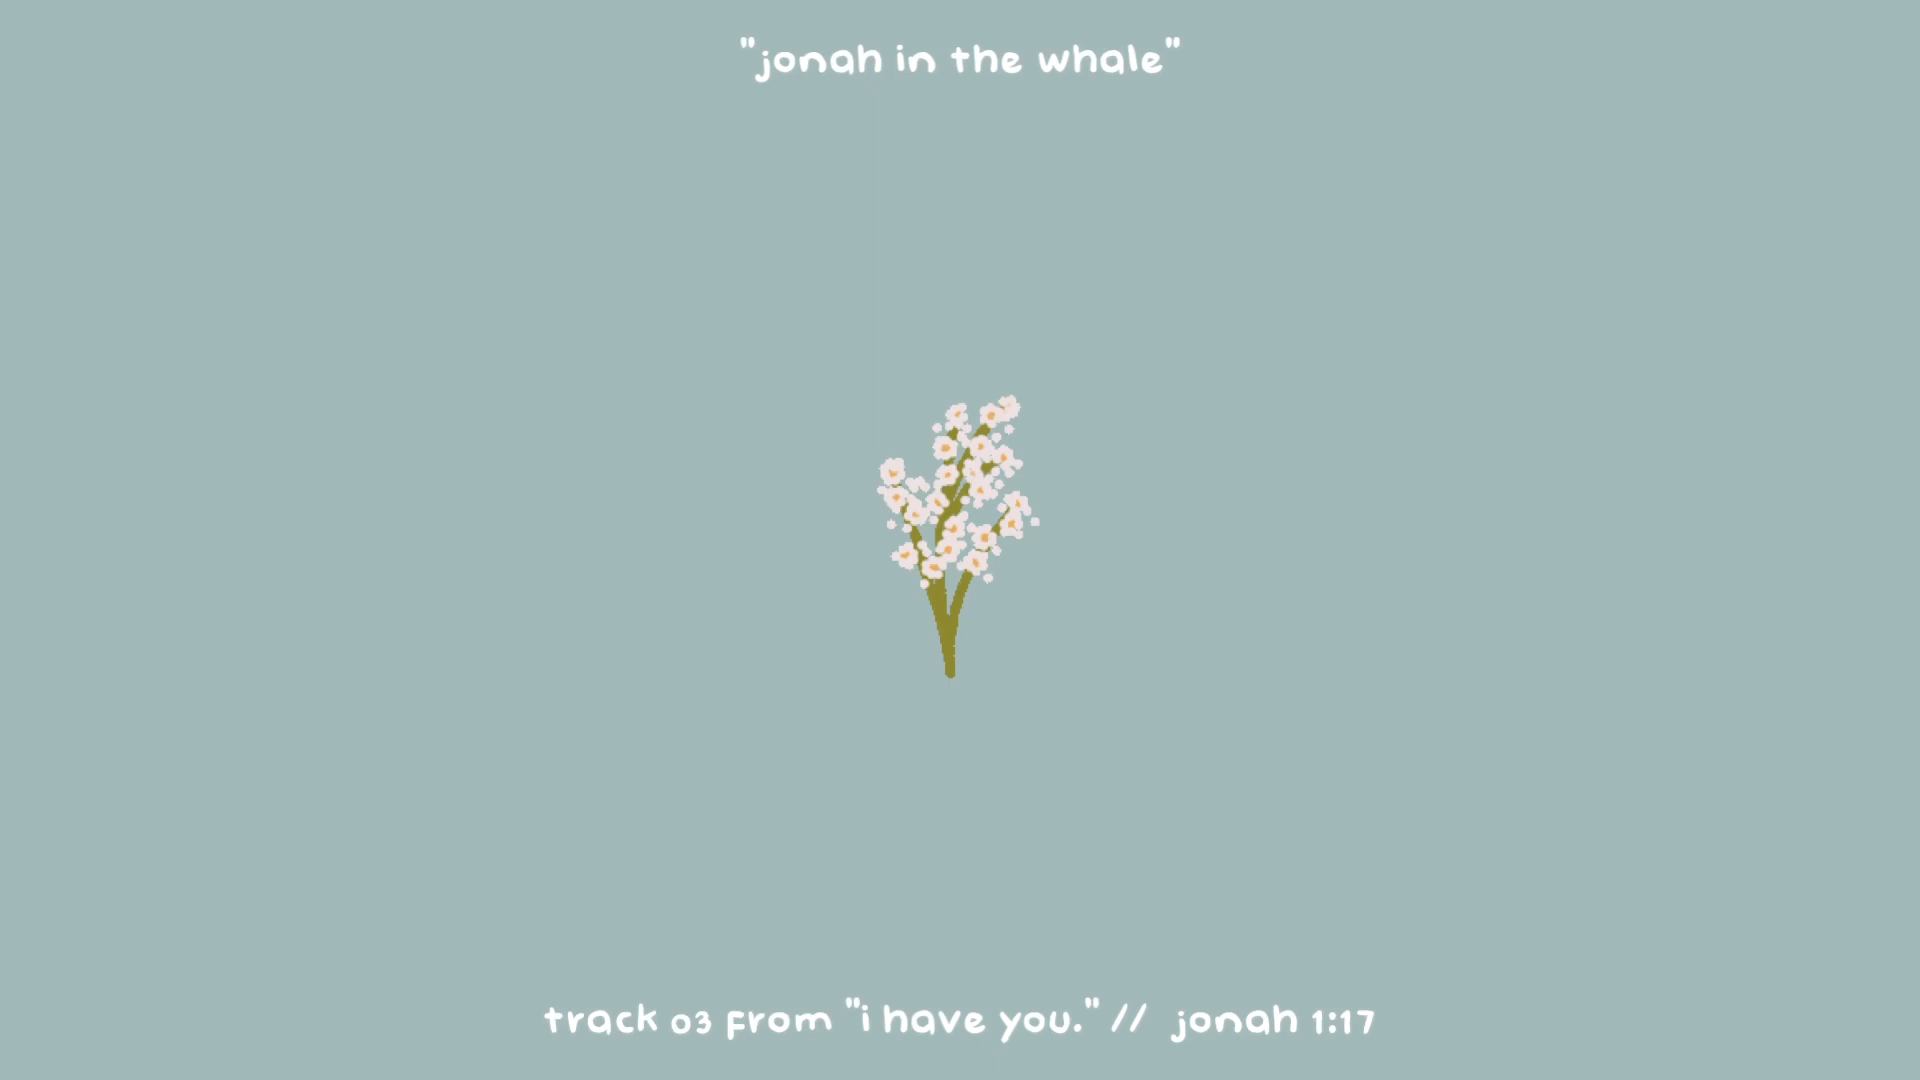 "jonah in the whale"
track 03 from "i have you." // jonah 1:17